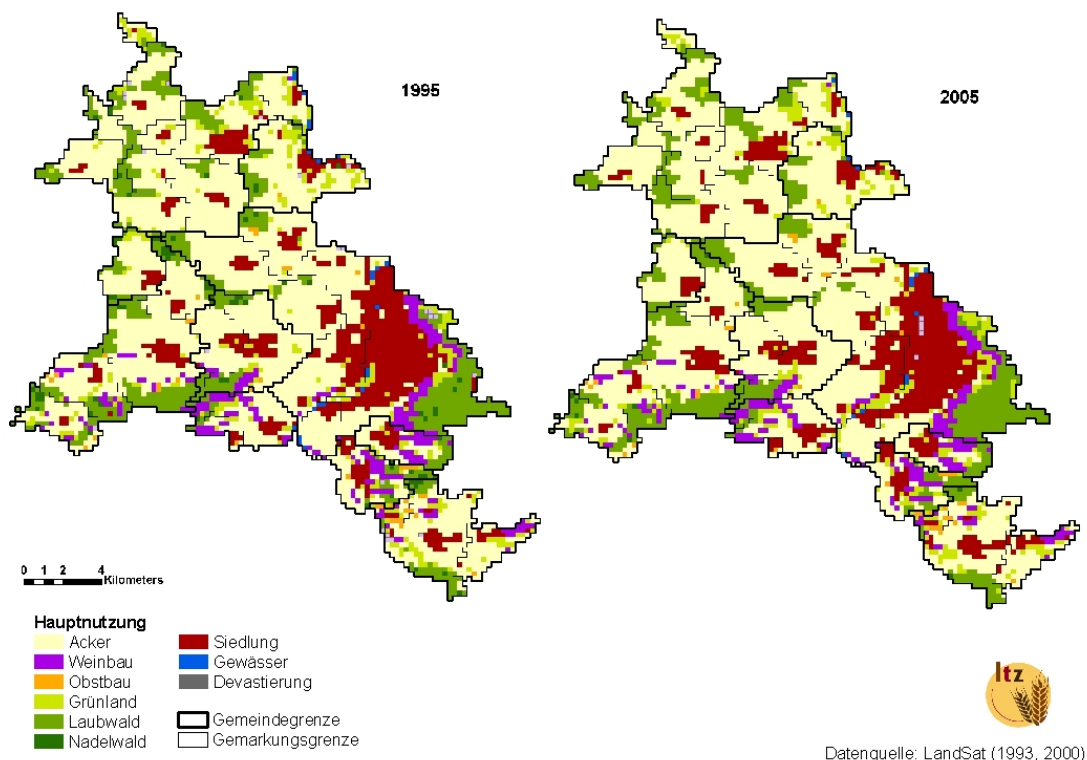 1995
2005
0 1 2 4
Kilometers
Hauptnutzung
Acker
Weinbau
Obstbau
Grünland
Laubwald
Nadelwald
Siedlung
Gewässer
Devastierung
Gemeindegrenze
Gemarkungsgrenze
ltz
Datenquelle: LandSat (1993, 2000)